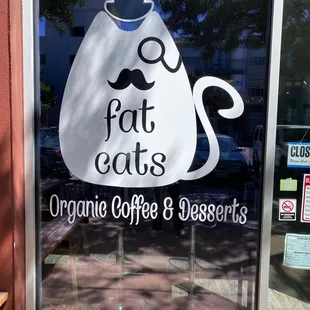 fat
cats
Organic Coffee & Desserts
CLOS